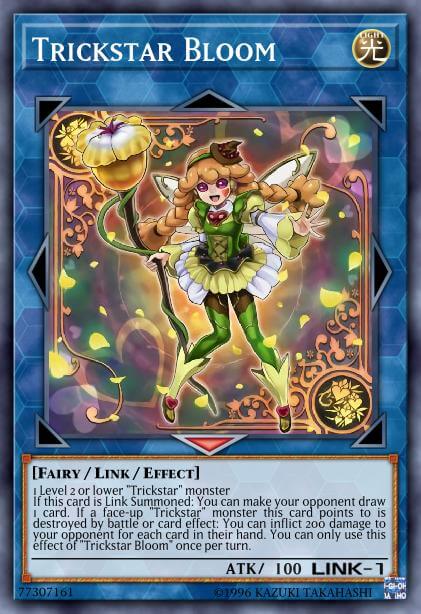 TRICKSTAR BLOOM
LIGHT
光
[FAIRY / LINK / EFFECT]
1 Level 2 or lower "Trickstar" monster
If this card is Link Summoned: You can make your opponent draw
1 card. If a face-up "Trickstar" monster this card points to is
destroyed by battle or card effect: You can inflict 200 damage to
your opponent for each card in their hand. You can only use this
effect of "Trickstar Bloom" once per turn.
ATK/ 100 LINK-1
77307161
©1996 KAZUKI TAKAHASHI